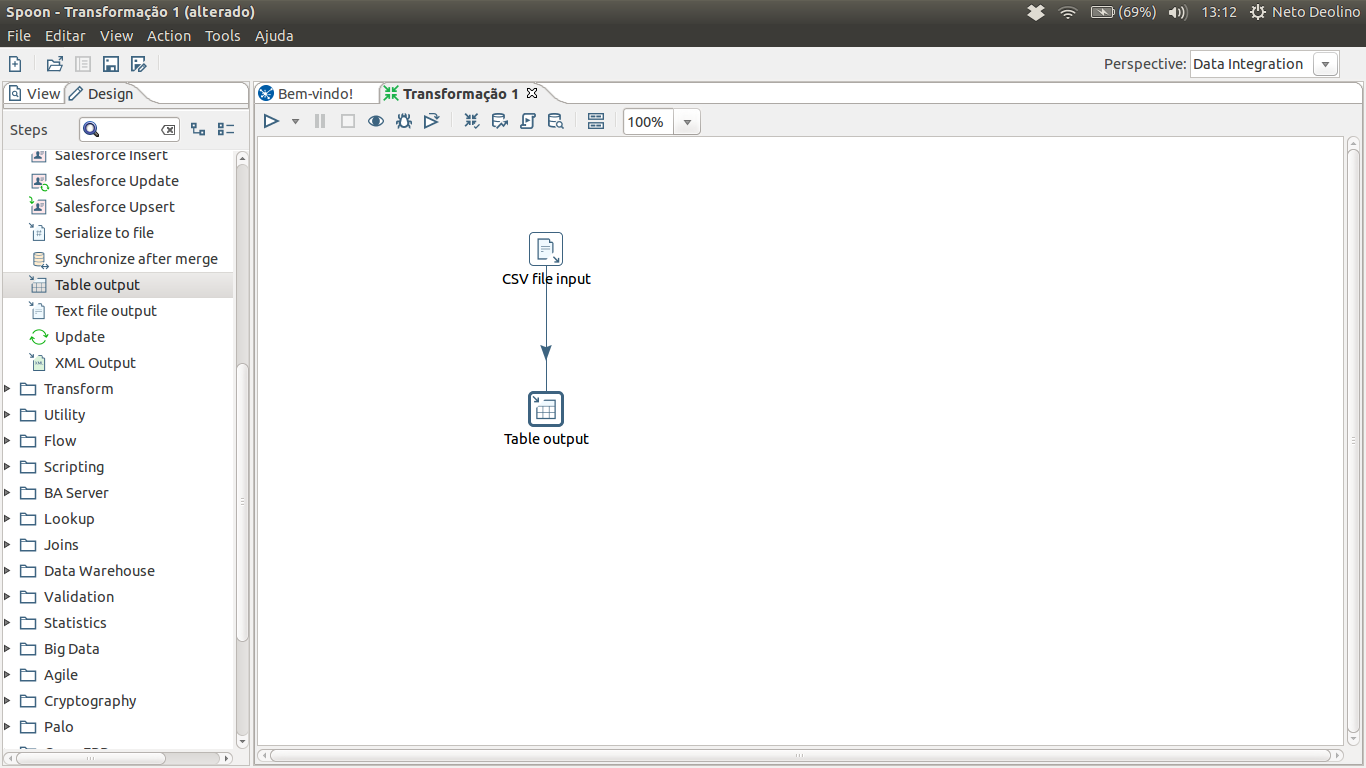 Spoon - Transformação 1 (alterado) (69%) 13:12 Neto Deolino
File Editar View Action Tools Ajuda
Perspective: Data Integration
View Design
Bem-vindo! Transformação 1
Steps
100%
Salesforce Insert
Salesforce Update
Salesforce Upsert
Serialize to file
Synchronize after merge
Table output
Text file output
Update
XML Output
Transform
Utility
Flow
Scripting
BA Server
Lookup
Joins
Data Warehouse
Validation
Statistics
Big Data
Agile
Cryptography
Palo
CSV file input
Table output